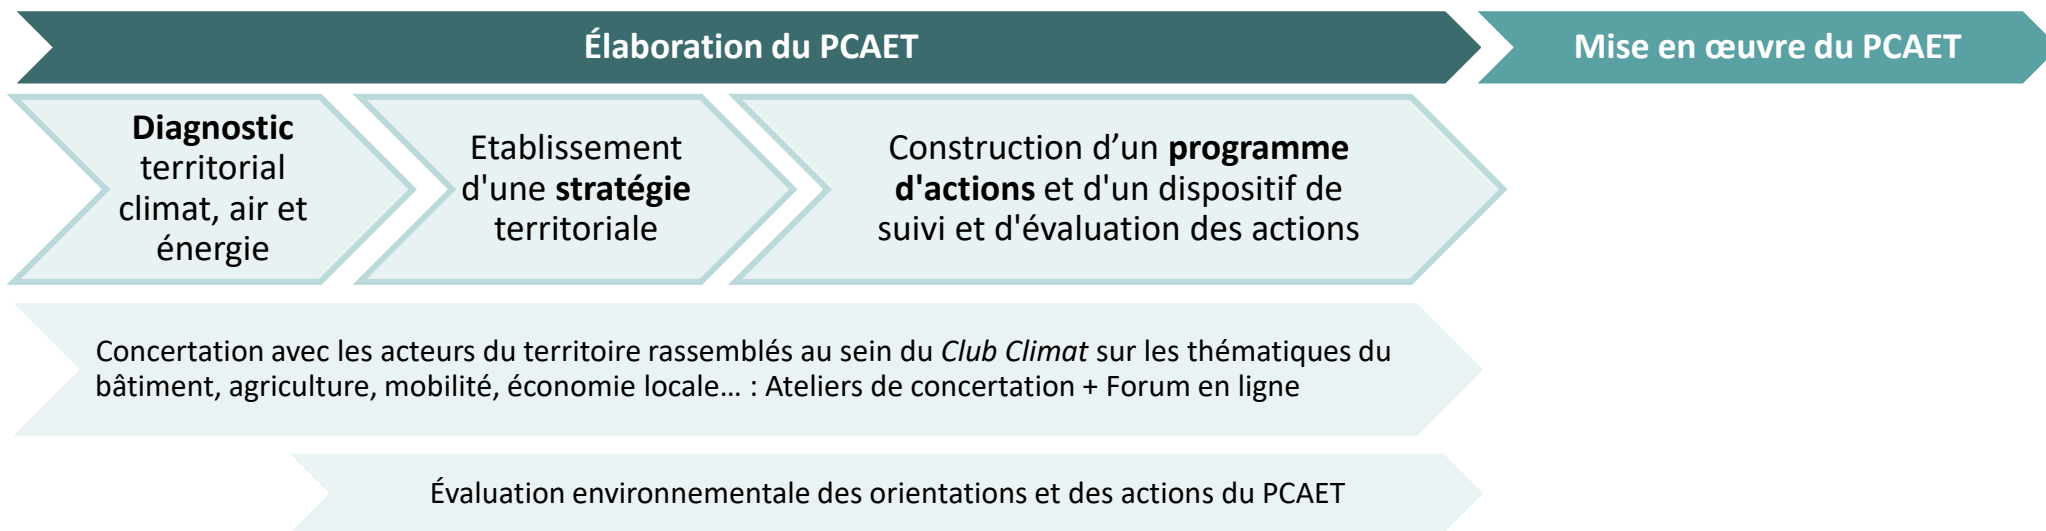 Élaboration du PCAET
Mise en œuvre du PCAET
Diagnostic
territorial
climat, air et
énergie
Etablissement
d'une stratégie
territoriale
Construction d’un programme
d'actions et d'un dispositif de
suivi et d'évaluation des actions
Concertation avec les acteurs du territoire rassemblés au sein du Club Climat sur les thématiques du
bâtiment, agriculture, mobilité, économie locale… : Ateliers de concertation + Forum en ligne
Évaluation environnementale des orientations et des actions du PCAET